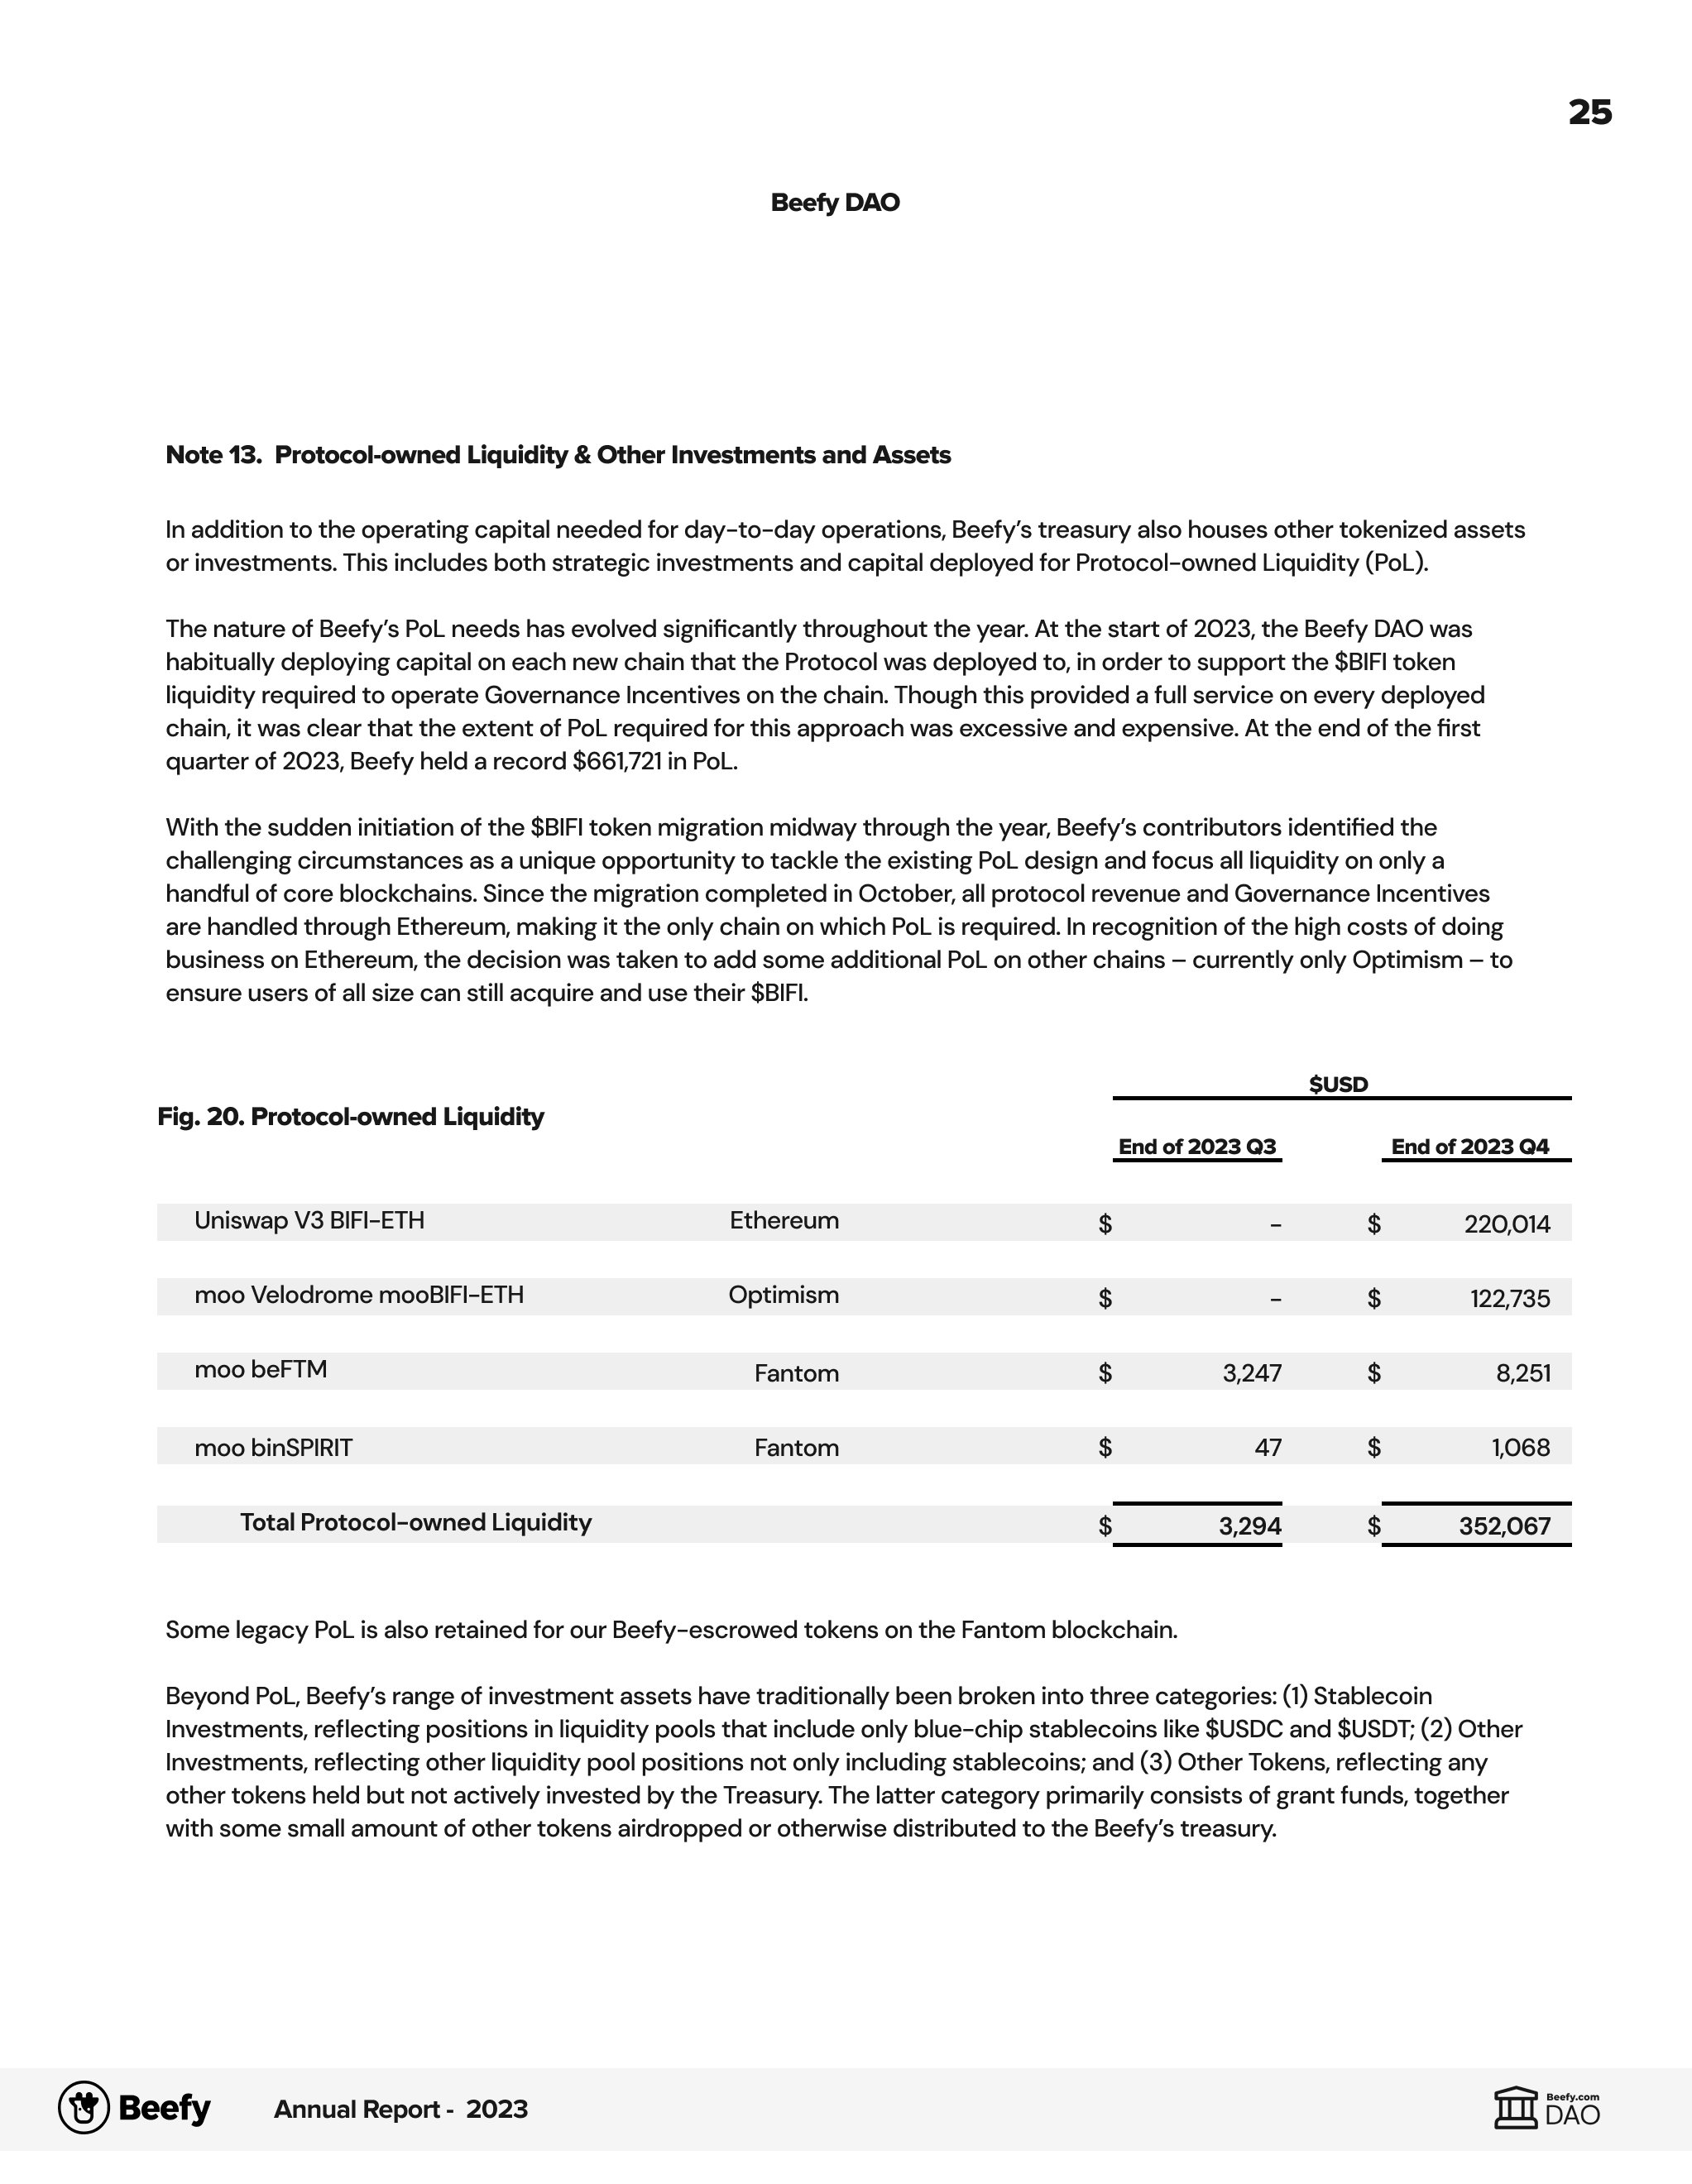 25
Beefy DAO
Note 13. Protocol-owned Liquidity & Other Investments and Assets
In addition to the operating capital needed for day-to-day operations, Beefy's treasury also houses other tokenized assets
or investments. This includes both strategic investments and capital deployed for Protocol-owned Liquidity (PoL).
The nature of Beefy's PoL needs has evolved significantly throughout the year. At the start of 2023, the Beefy DAO was
habitually deploying capital on each new chain that the Protocol was deployed to, in order to support the $BIFI token
liquidity required to operate Governance Incentives on the chain. Though this provided a full service on every deployed
chain, it was clear that the extent of PoL required for this approach was excessive and expensive. At the end of the first
quarter of 2023, Beefy held a record $661,721 in PoL.
With the sudden initiation of the $BIFI token migration midway through the year, Beefy's contributors identified the
challenging circumstances as a unique opportunity to tackle the existing PoL design and focus all liquidity on only a
handful of core blockchains. Since the migration completed in October, all protocol revenue and Governance Incentives
are handled through Ethereum, making it the only chain on which PoL is required. In recognition of the high costs of doing
business on Ethereum, the decision was taken to add some additional PoL on other chains – currently only Optimism – to
ensure users of all size can still acquire and use their $BIFI.
$USD
Fig. 20. Protocol-owned Liquidity
End of 2023 Q3 End of 2023 Q4
Uniswap V3 BIFI-ETH Ethereum $ - $ 220,014
moo Velodrome mooBIFI-ETH Optimism $ - $ 122,735
moo beFTM Fantom $ 3,247 $ 8,251
moo binSPIRIT Fantom $ 47 $ 1,068
Total Protocol-owned Liquidity $ 3,294 $ 352,067
Some legacy PoL is also retained for our Beefy-escrowed tokens on the Fantom blockchain.
Beyond PoL, Beefy's range of investment assets have traditionally been broken into three categories: (1) Stablecoin
Investments, reflecting positions in liquidity pools that include only blue-chip stablecoins like $USDC and $USDT; (2) Other
Investments, reflecting other liquidity pool positions not only including stablecoins; and (3) Other Tokens, reflecting any
other tokens held but not actively invested by the Treasury. The latter category primarily consists of grant funds, together
with some small amount of other tokens airdropped or otherwise distributed to the Beefy's treasury.
Beefy Annual Report - 2023
Beefy.com
DAO